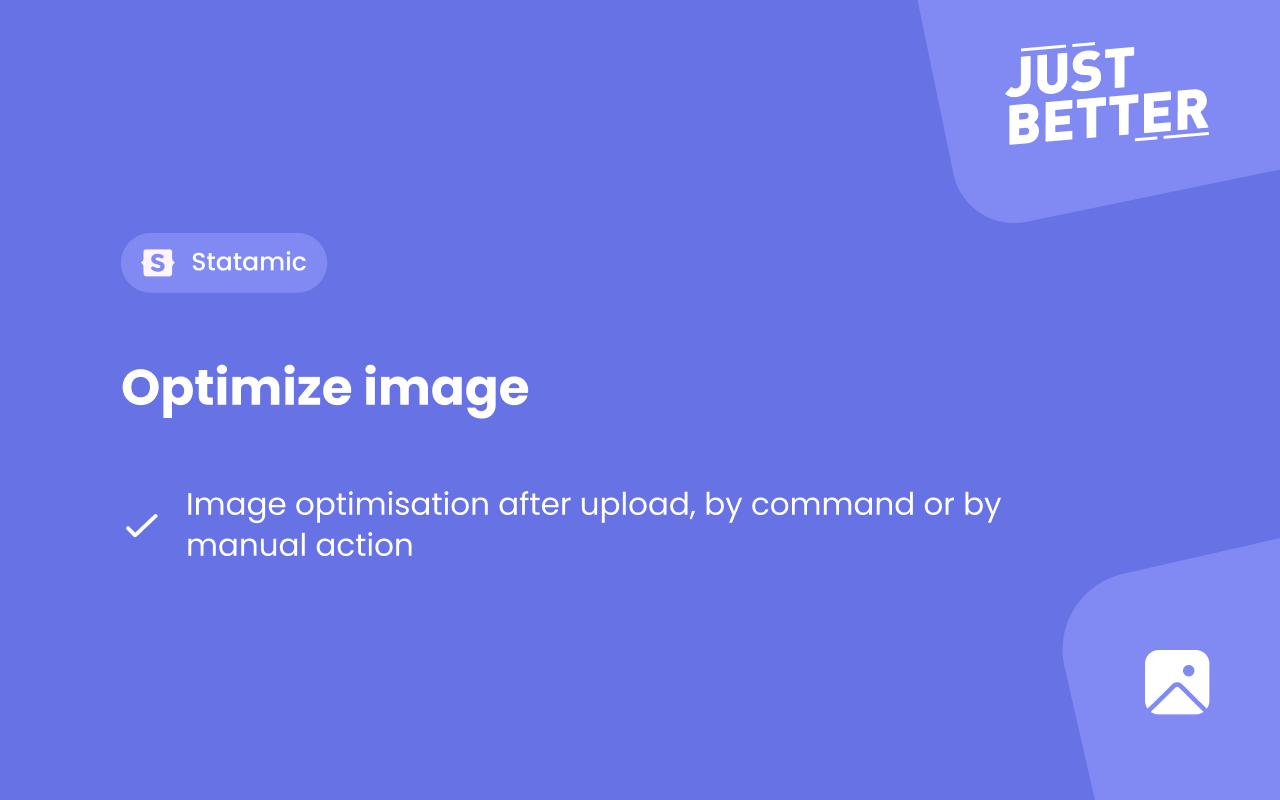 JUST
BETTER
Statamic
Optimize image
Image optimisation after upload, by command or by
manual action